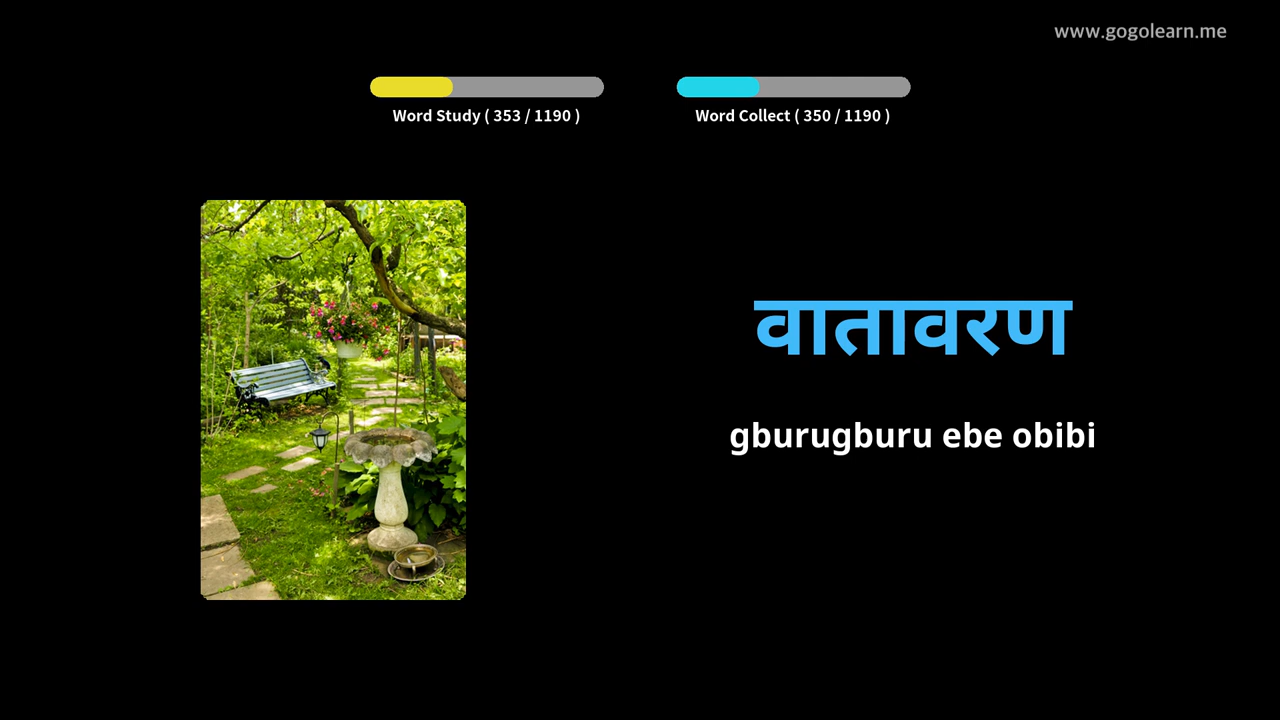 www.gogolearn.me
Word Study ( 353 / 1190 )
Word Collect ( 350 / 1190 )
वातावरण
gburugburu ebe obibi